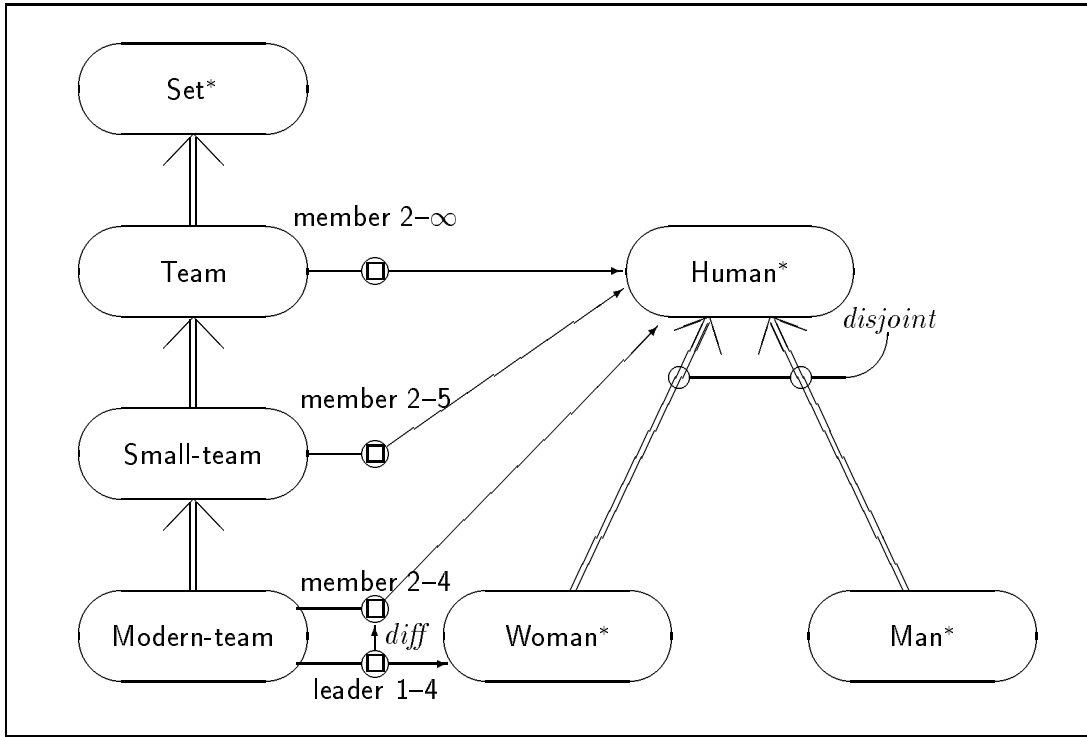 Set*
member 2–∞
Team
Human*
disjoint
member 2–5
Small-team
member 2–4
Modern-team
diff
Woman*
Man*
leader 1–4